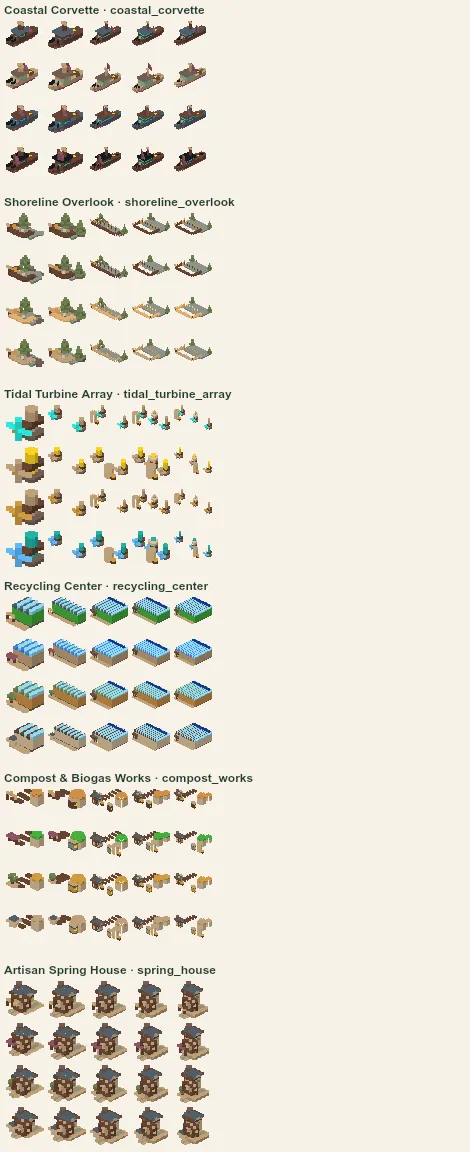 Coastal Corvette · coastal_corvette
Shoreline Overlook · shoreline_overlook
Tidal Turbine Array · tidal_turbine_array
Recycling Center · recycling_center
Compost & Biogas Works · compost_works
Artisan Spring House · spring_house